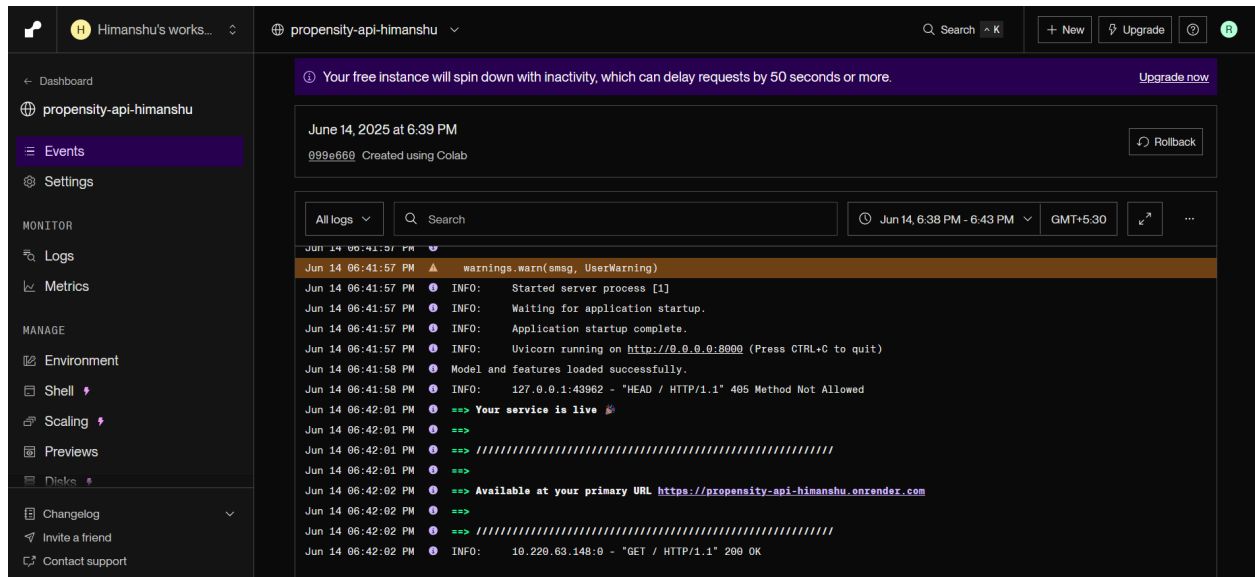 H Himanshu's works...
propensity-api-himanshu
Search ^ K
+ New
Upgrade
R
← Dashboard
propensity-api-himanshu
Events
Settings
MONITOR
Logs
Metrics
MANAGE
Environment
Shell
Scaling
Previews
Disks
Changelog
Invite a friend
Contact support
Your free instance will spin down with inactivity, which can delay requests by 50 seconds or more.
Upgrade now
June 14, 2025 at 6:39 PM
099e660 Created using Colab
Rollback
All logs
Search
Jun 14, 6:38 PM - 6:43 PM
GMT+5:30
...
Jun 14 06:41:57 PM
Jun 14 06:41:57 PM warnings.warn(smsg, UserWarning)
Jun 14 06:41:57 PM INFO: Started server process [1]
Jun 14 06:41:57 PM INFO: Waiting for application startup.
Jun 14 06:41:57 PM INFO: Application startup complete.
Jun 14 06:41:57 PM INFO: Uvicorn running on http://0.0.0.0:8000 (Press CTRL+C to quit)
Jun 14 06:41:58 PM Model and features loaded successfully.
Jun 14 06:41:58 PM INFO: 127.0.0.1:43962 - "HEAD / HTTP/1.1" 405 Method Not Allowed
Jun 14 06:42:01 PM ==> Your service is live 🎉
Jun 14 06:42:01 PM ==>
Jun 14 06:42:01 PM ==> ///////////////////////////////////////////////////////////
Jun 14 06:42:01 PM ==>
Jun 14 06:42:02 PM ==> Available at your primary URL https://propensity-api-himanshu.onrender.com
Jun 14 06:42:02 PM ==>
Jun 14 06:42:02 PM ==> ///////////////////////////////////////////////////////////
Jun 14 06:42:02 PM INFO: 10.220.63.148:0 - "GET / HTTP/1.1" 200 OK